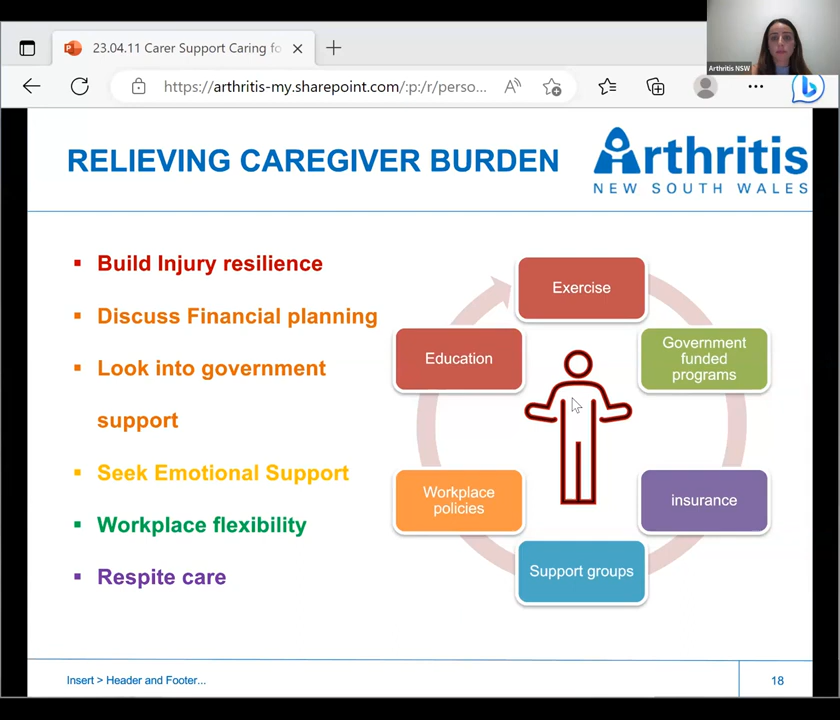 23.04.11 Carer Support Caring fo
Arthritis NSW
https://arthritis-my.sharepoint.com/:p:/r/perso...
RELIEVING CAREGIVER BURDEN
Arthritis
NEW SOUTH WALES
Build Injury resilience
Discuss Financial planning
Look into government
support
Seek Emotional Support
Workplace flexibility
Respite care
Exercise
Government
funded
programs
insurance
Support groups
Workplace
policies
Education
Insert > Header and Footer...
18